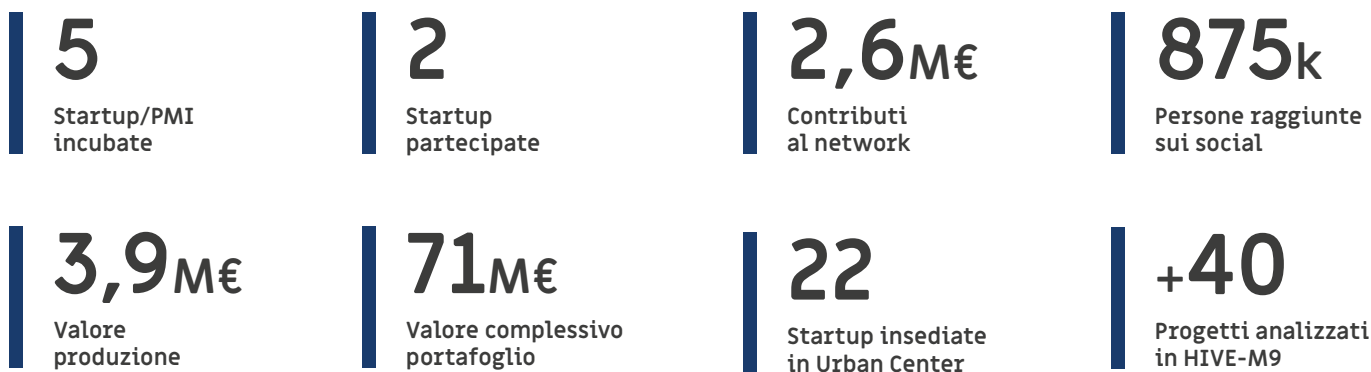 5
Startup/PMI
incubate
2
Startup
partecipate
2,6M€
Contributi
al network
875k
Persone raggiunte
sui social
3,9M€
Valore
produzione
71M€
Valore complessivo
portafoglio
22
Startup insediate
in Urban Center
+40
Progetti analizzati
in HIVE-M9